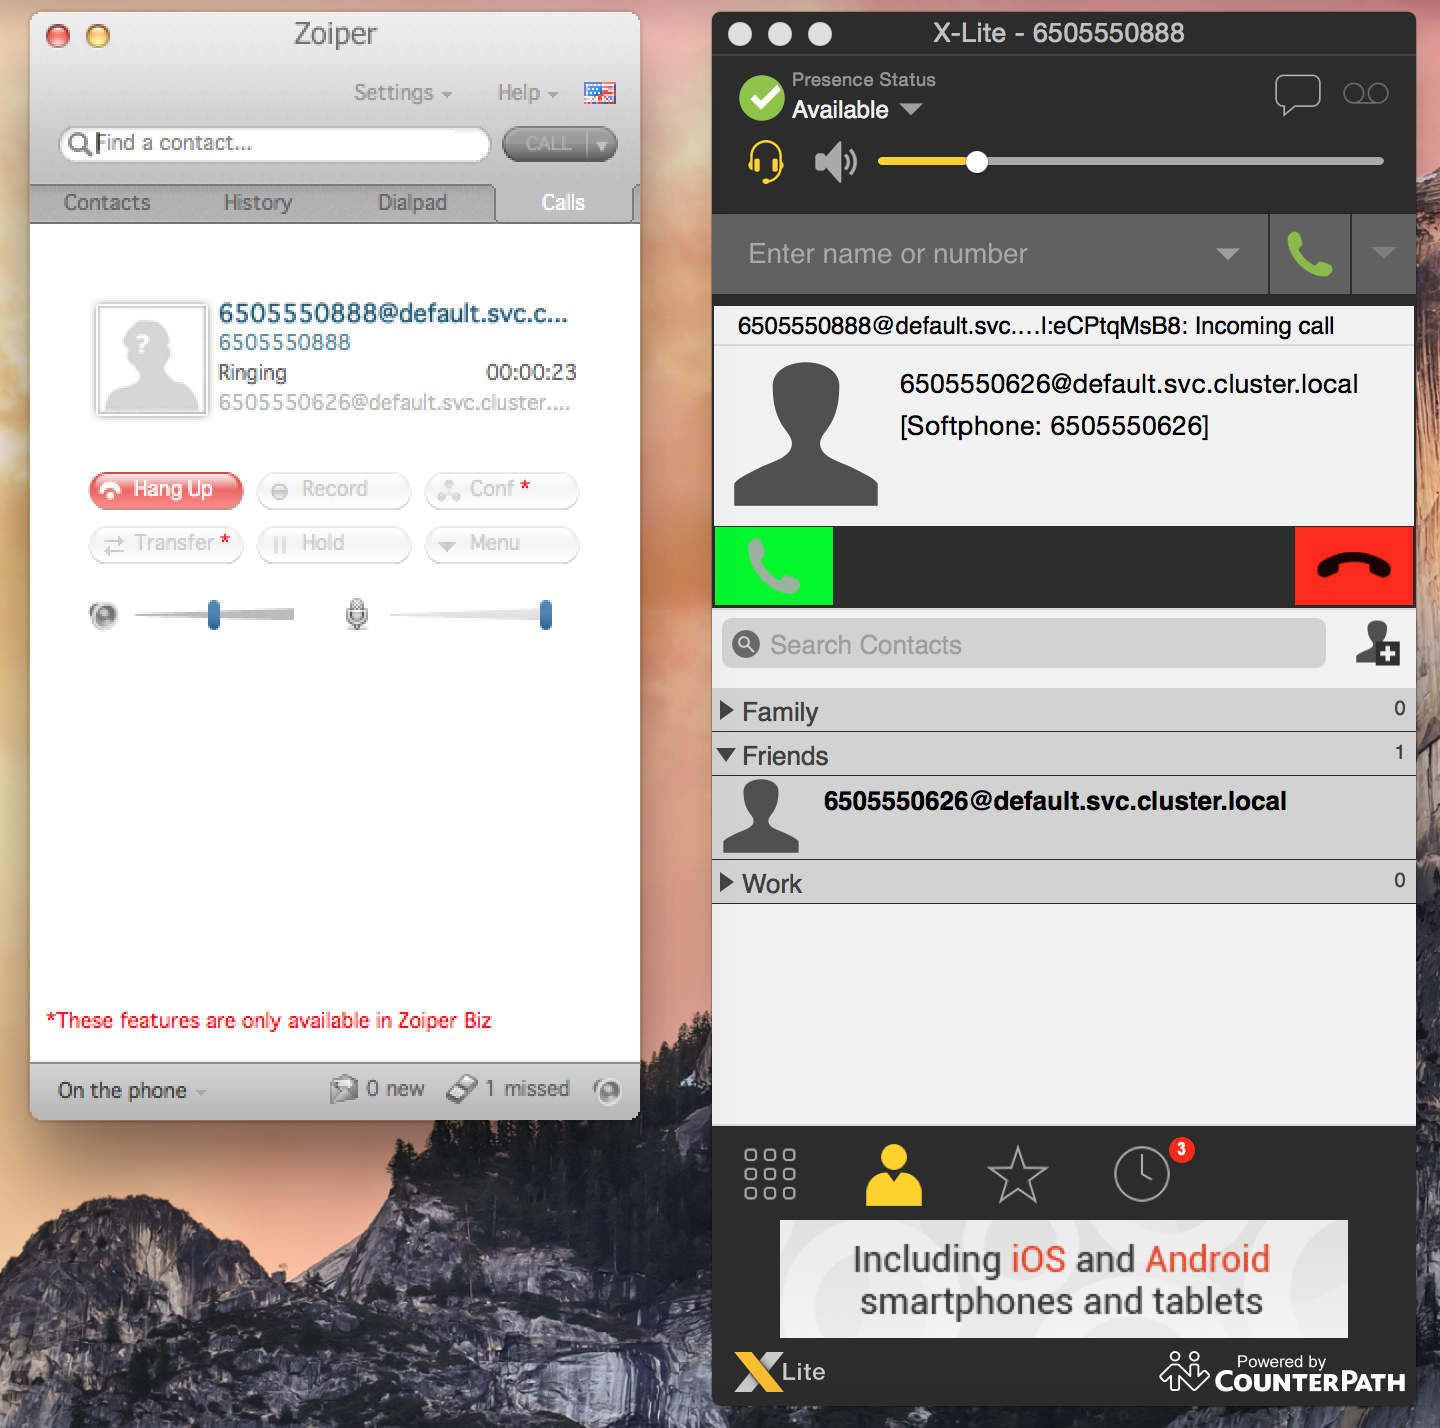 Zoiper
Settings
Help
Find a contact...
CALL
Contacts
History
Dialpad
Calls
6505550888@default.svc.c...
6505550888
Ringing
00:00:23
6505550626@default.svc.cluster....
Hang Up
Record
Conf *
Transfer *
Hold
Menu
*These features are only available in Zoiper Biz
On the phone
0 new
1 missed
X-Lite - 6505550888
Presence Status
Available
Enter name or number
6505550888@default.svc....l:eCPtqMsB8: Incoming call
6505550626@default.svc.cluster.local
[Softphone: 6505550626]
Search Contacts
Family 0
Friends 1
6505550626@default.svc.cluster.local
Work 0
3
Including iOS and Android
smartphones and tablets
X Lite
Powered by
COUNTERPATH